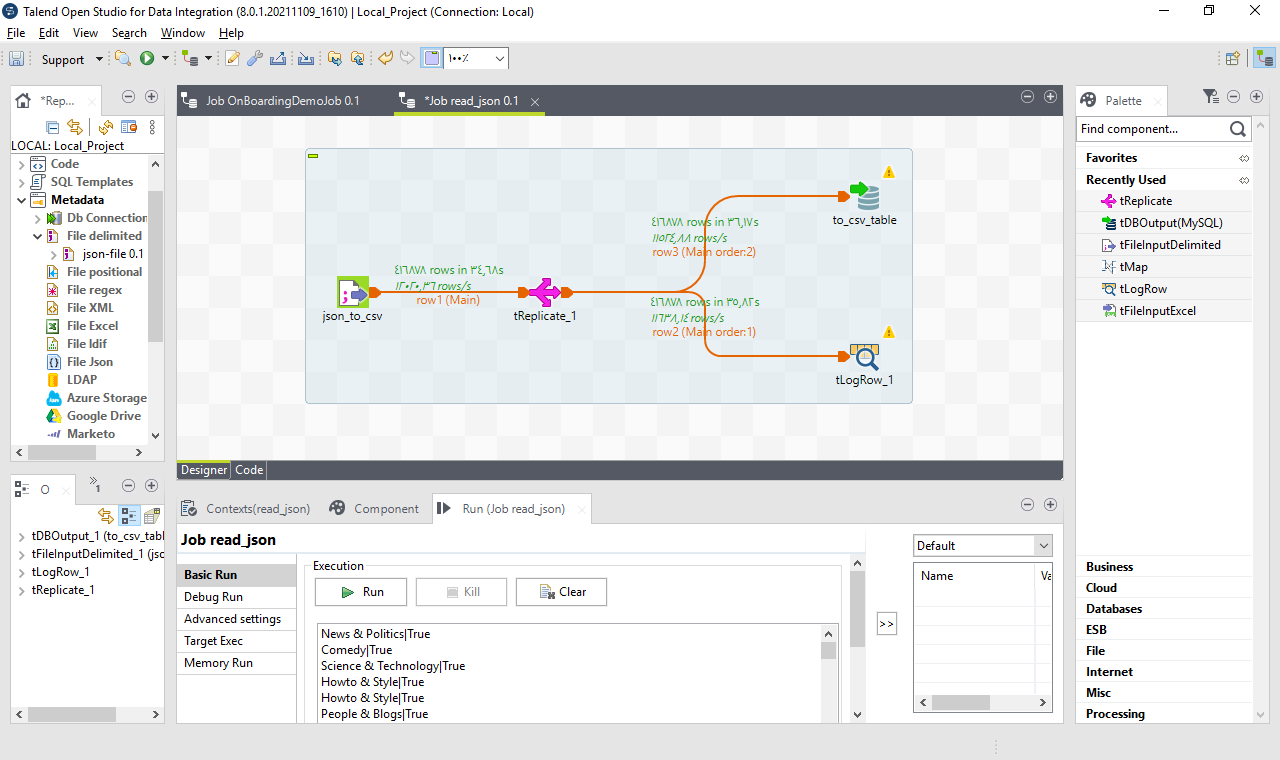 Talend Open Studio for Data Integration (8.0.1.20211109_1610) | Local_Project (Connection: Local)
File Edit View Search Window Help
Support
١٠٠٪
*Rep...
LOCAL: Local_Project
Code
SQL Templates
Metadata
Db Connection
File delimited
json-file 0.1
File positional
File regex
File XML
File Excel
File ldif
File Json
LDAP
Azure Storage
Google Drive
Marketo
O
»1
tDBOutput_1 (to_csv_tabl
tFileInputDelimited_1 (jsc
tLogRow_1
tReplicate_1
Job OnBoardingDemoJob 0.1
*Job read_json 0.1
json_to_csv
٤١٦٨٧٨ rows in ٣٤,٦٨s
١٢٠٢٠,٣٦ rows/s
row1 (Main)
tReplicate_1
٤١٦٨٧٨ rows in ٣٦,١٧s
١١٥٢٤,٨٨ rows/s
row3 (Main order:2)
to_csv_table
٤١٦٨٧٨ rows in ٣٥,٨٢s
١١٦٣٨,١٤ rows/s
row2 (Main order:1)
tLogRow_1
Designer Code
Contexts(read_json) Component Run (Job read_json)
Job read_json
Basic Run
Debug Run
Advanced settings
Target Exec
Memory Run
Execution
Run Kill Clear
News & Politics|True
Comedy|True
Science & Technology|True
Howto & Style|True
Howto & Style|True
People & Blogs|True
>>
Default
Name Va
Palette
Find component...
Favorites
Recently Used
tReplicate
tDBOutput(MySQL)
tFileInputDelimited
tMap
tLogRow
tFileInputExcel
Business
Cloud
Databases
ESB
File
Internet
Misc
Processing